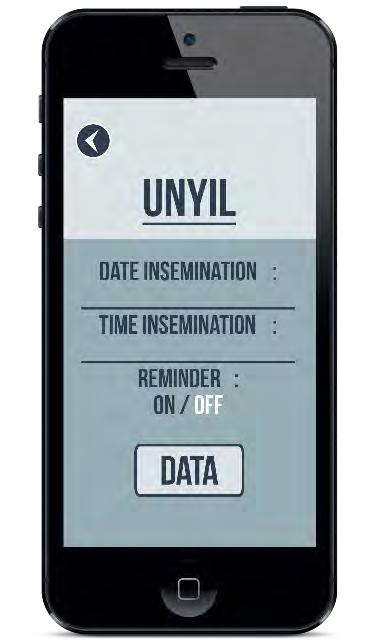 UNYIL
DATE INSEMINATION :
TIME INSEMINATION :
REMINDER :
ON / OFF
DATA